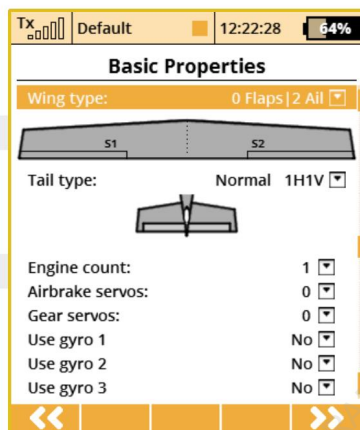 Tx Default 12:22:28 64%
Basic Properties
Wing type: 0 Flaps|2 Ail
S1 S2
Tail type: Normal 1H1V
Engine count: 1
Airbrake servos: 0
Gear servos: 0
Use gyro 1 No
Use gyro 2 No
Use gyro 3 No